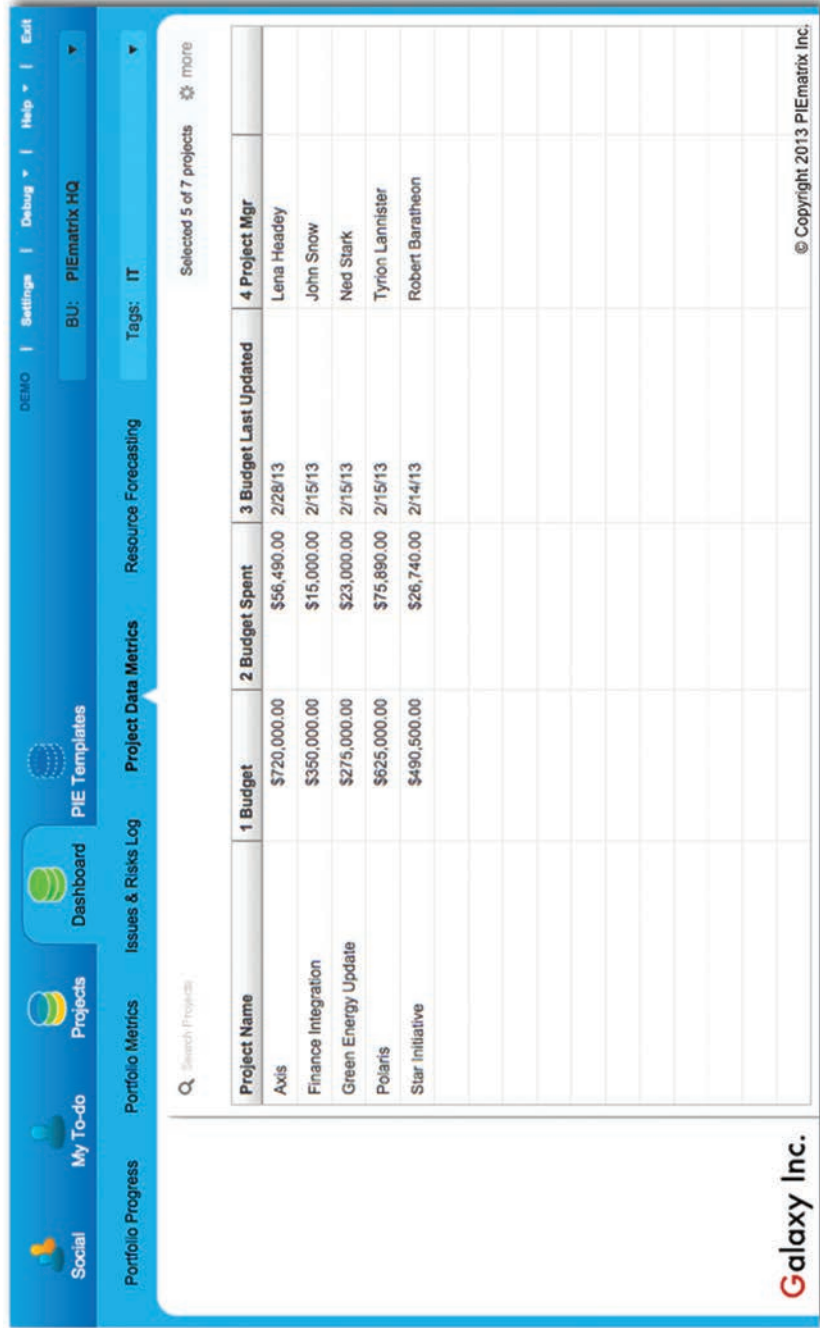 DEMO | Settings | Debug ▾ | Help ▾ | Exit
Social My To-do Projects Dashboard PIE Templates BU: PIEmatrix HQ
Portfolio Progress Portfolio Metrics Issues & Risks Log Project Data Metrics Resource Forecasting Tags: IT
Search Projects Selected 5 of 7 projects more
Project Name 1 Budget 2 Budget Spent 3 Budget Last Updated 4 Project Mgr
Axis $720,000.00 $56,490.00 2/28/13 Lena Headey
Finance Integration $350,000.00 $15,000.00 2/15/13 John Snow
Green Energy Update $275,000.00 $23,000.00 2/15/13 Ned Stark
Polaris $625,000.00 $75,890.00 2/15/13 Tyrion Lannister
Star Initiative $490,500.00 $26,740.00 2/14/13 Robert Baratheon
Galaxy Inc.
© Copyright 2013 PIEmatrix Inc.